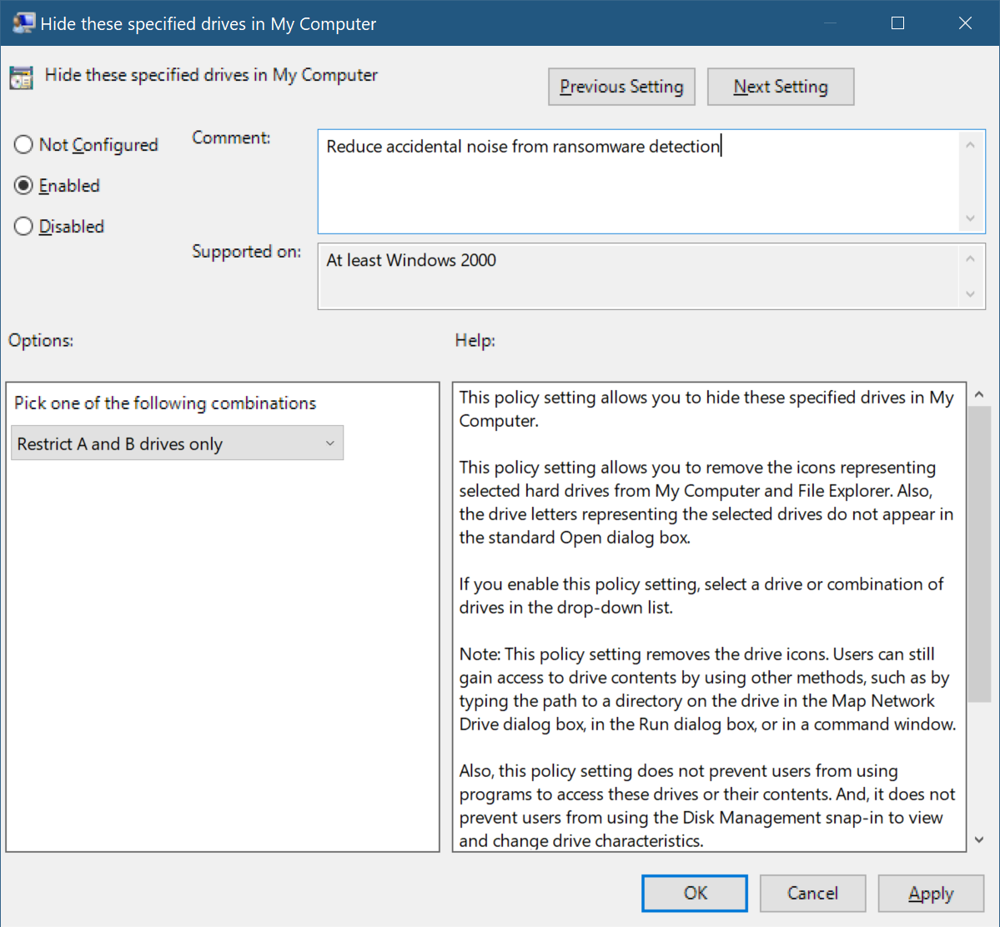 Hide these specified drives in My Computer
Hide these specified drives in My Computer
Previous Setting
Next Setting
Not Configured
Enabled
Disabled
Comment:
Reduce accidental noise from ransomware detection
Supported on:
At least Windows 2000
Options:
Help:
Pick one of the following combinations
Restrict A and B drives only
This policy setting allows you to hide these specified drives in My
Computer.
This policy setting allows you to remove the icons representing
selected hard drives from My Computer and File Explorer. Also,
the drive letters representing the selected drives do not appear in
the standard Open dialog box.
If you enable this policy setting, select a drive or combination of
drives in the drop-down list.
Note: This policy setting removes the drive icons. Users can still
gain access to drive contents by using other methods, such as by
typing the path to a directory on the drive in the Map Network
Drive dialog box, in the Run dialog box, or in a command window.
Also, this policy setting does not prevent users from using
programs to access these drives or their contents. And, it does not
prevent users from using the Disk Management snap-in to view
and change drive characteristics.
OK
Cancel
Apply